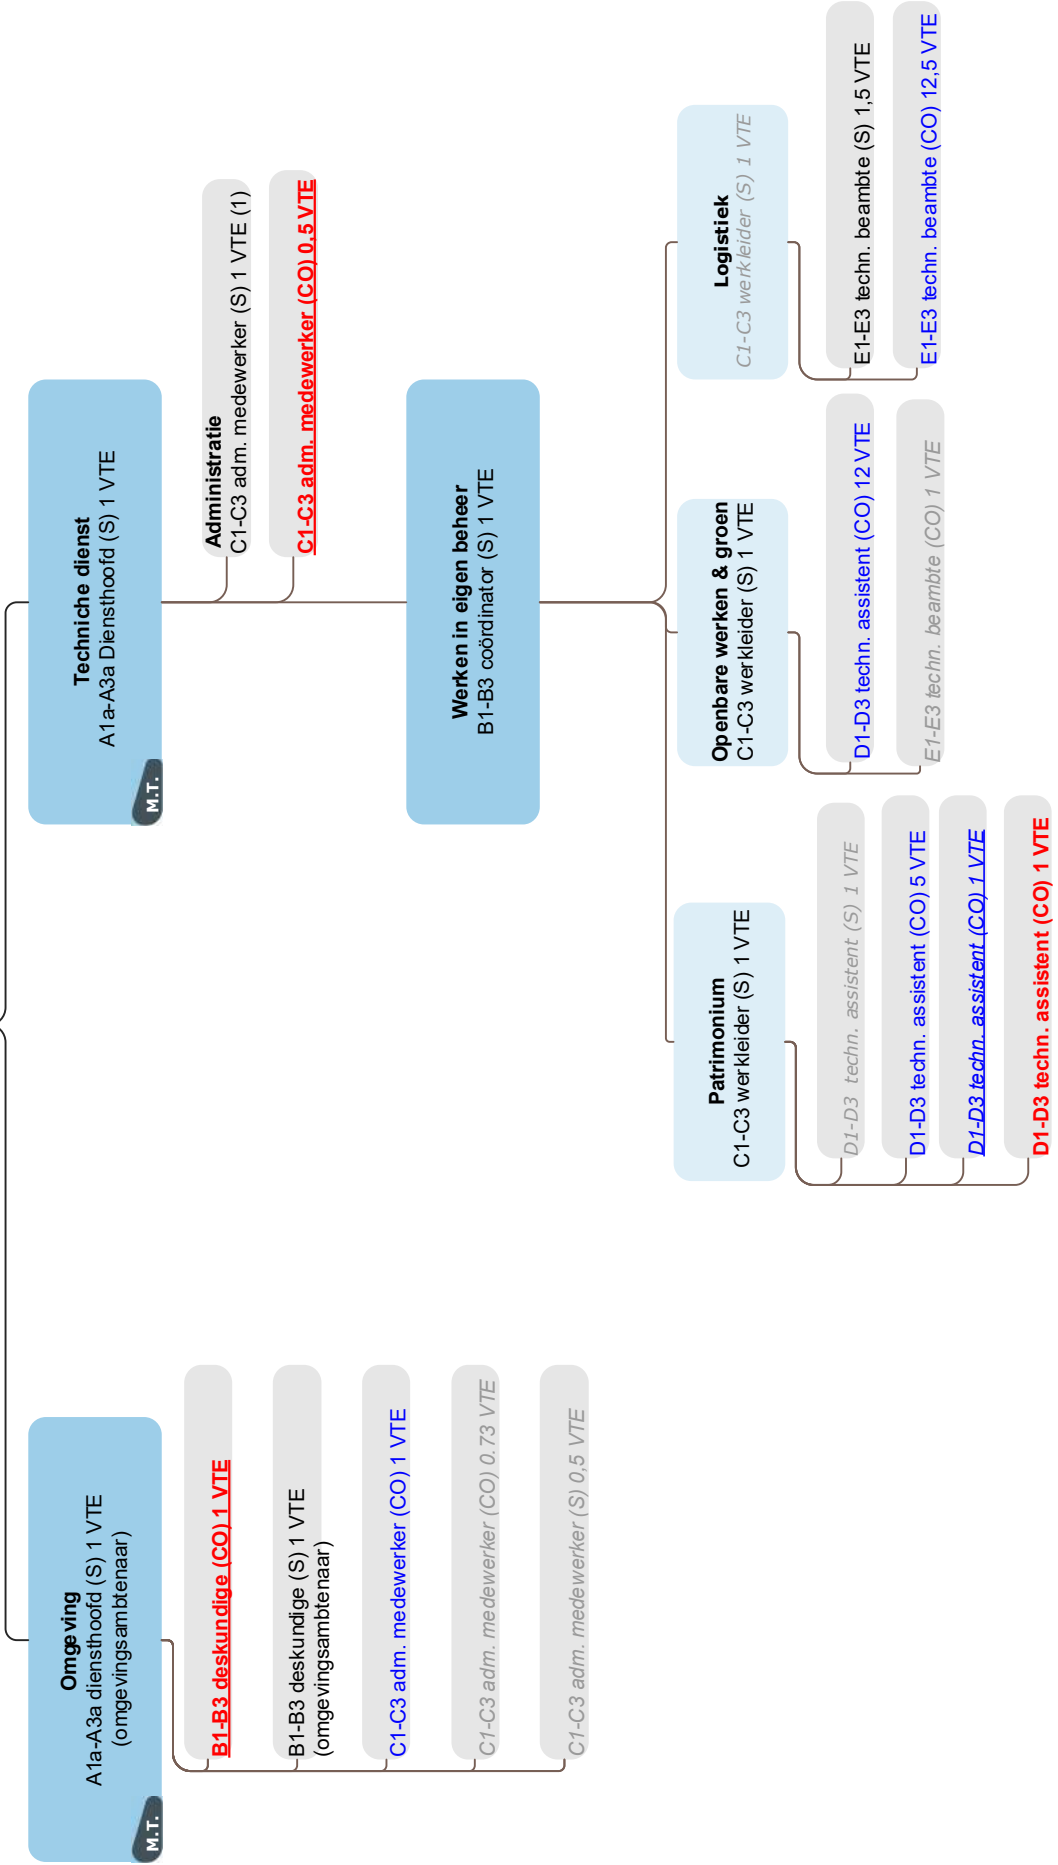 Omgeving
A1a-A3a diensthoofd (S) 1 VTE
(omgevingsambtenaar)
M.T.
B1-B3 deskundige (CO) 1 VTE
B1-B3 deskundige (S) 1 VTE
(omgevingsambtenaar)
C1-C3 adm. medewerker (CO) 1 VTE
C1-C3 adm. medewerker (CO) 0.73 VTE
C1-C3 adm. medewerker (S) 0,5 VTE
Techniche dienst
A1a-A3a Diensthoofd (S) 1 VTE
M.T.
Administratie
C1-C3 adm. medewerker (S) 1 VTE (1)
C1-C3 adm. medewerker (CO) 0,5 VTE
Werken in eigen beheer
B1-B3 coördinator (S) 1 VTE
Patrimonium
C1-C3 werkleider (S) 1 VTE
D1-D3 techn. assistent (S) 1 VTE
D1-D3 techn. assistent (CO) 5 VTE
D1-D3 techn. assistent (CO) 1 VTE
D1-D3 techn. assistent (CO) 1 VTE
Openbare werken & groen
C1-C3 werkleider (S) 1 VTE
D1-D3 techn. assistent (CO) 12 VTE
E1-E3 techn. beambte (CO) 1 VTE
Logistiek
C1-C3 werkleider (S) 1 VTE
E1-E3 techn. beambte (S) 1,5 VTE
E1-E3 techn. beambte (CO) 12,5 VTE